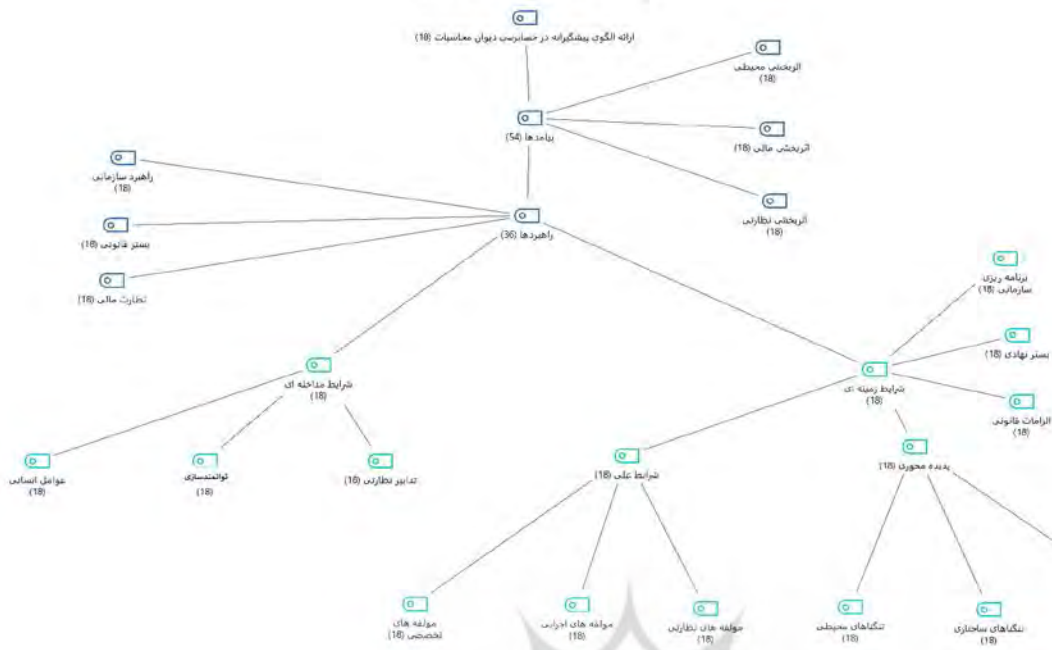 ارائه الگوی پیشگیرانه در حسابرسی دیوان محاسبات (18)
اثربخشی محیطی
(18)
پیامدها (54)
اثربخشی مالی (18)
راهبرد سازمانی
(18)
اثربخشی نظارتی
(18)
راهبردها (36)
بستر قانونی (18)
نظارت مالی (18)
برنامه ریزی
سازمانی (18)
بستر نهادی (18)
شرایط مداخله ای
(18)
شرایط زمینه ای
(18)
الزامات قانونی
(18)
عوامل انسانی
(18)
توانمندسازی
(18)
تدابیر نظارتی (18)
شرایط علی (18)
پدیده محوری (18)
مولفه های
تخصصی (18)
مولفه های اجرایی
(18)
مولفه های نظارتی
(18)
تنگناهای محیطی
(18)
تنگناهای ساختاری
(18)